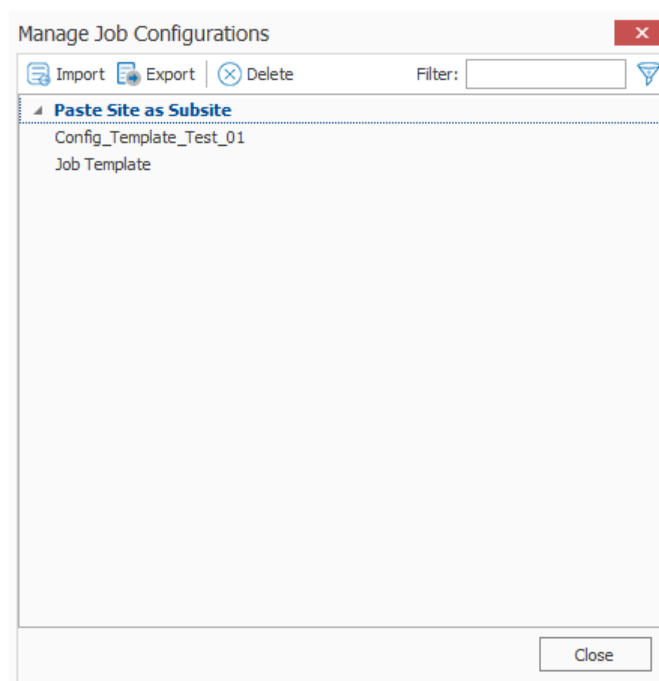 Manage Job Configurations
Import Export Delete Filter:
Paste Site as Subsite
Config_Template_Test_01
Job Template
Close